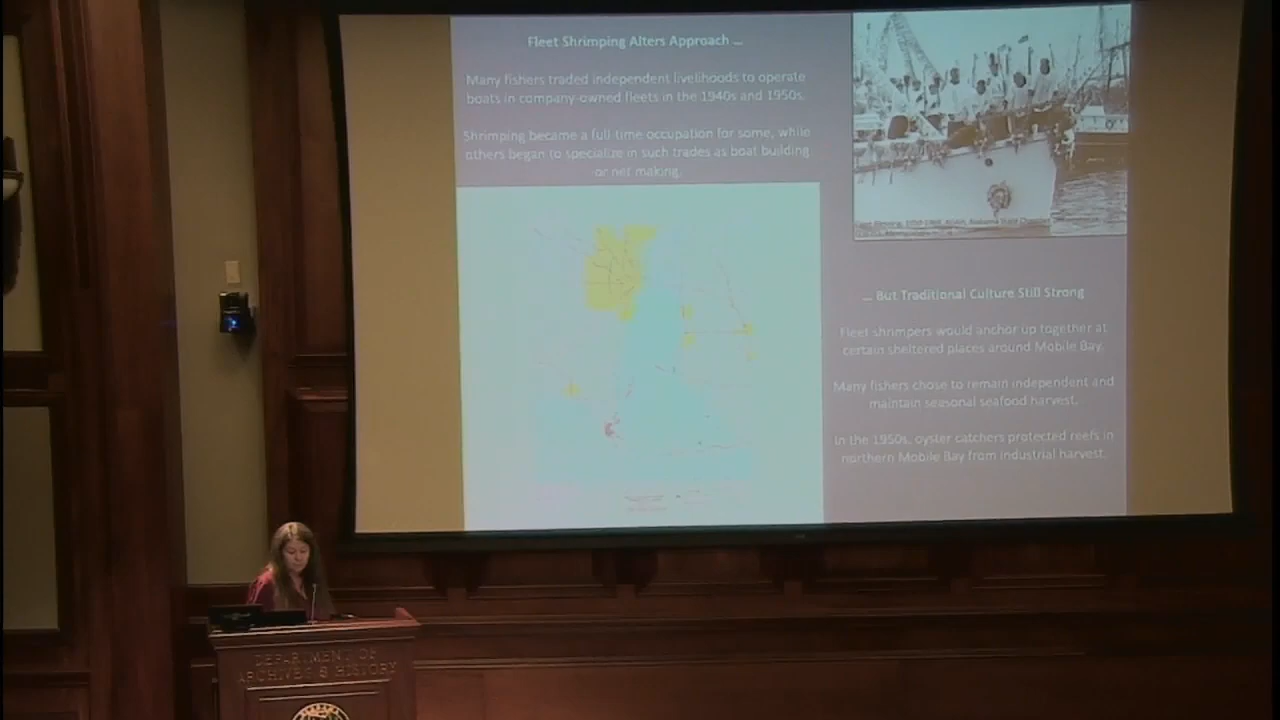 Fleet Shrimping Alters Approach ...
Many fishers traded independent livelihoods to operate
boats in company-owned fleets in the 1940s and 1950s.
Shrimping became a full-time occupation for some, while
others began to specialize in such trades as boat building
or net making.
... But Traditional Culture Still Strong
Fleet shrimpers would anchor up together at
certain sheltered places around Mobile Bay.
Many fishers chose to remain independent and
maintain seasonal seafood harvest.
In the 1950s, oyster catchers protected reefs in
northern Mobile Bay from industrial harvest.
DEPARTMENT OF
ARCHIVES & HISTORY